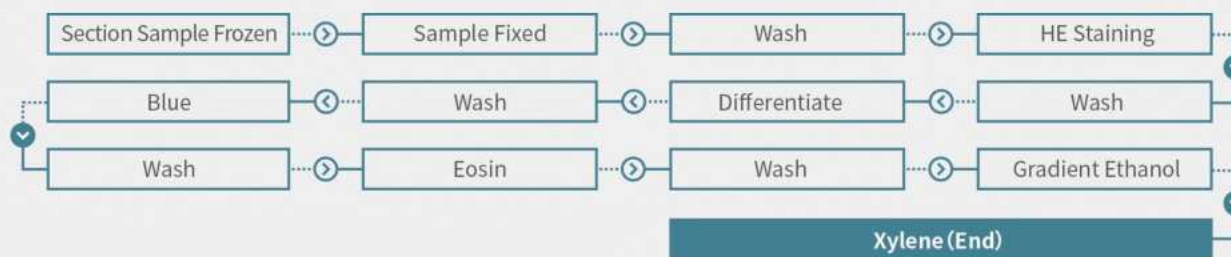 Section Sample Frozen
Sample Fixed
Wash
HE Staining
Wash
Differentiate
Wash
Blue
Wash
Eosin
Wash
Gradient Ethanol
Xylene(End)